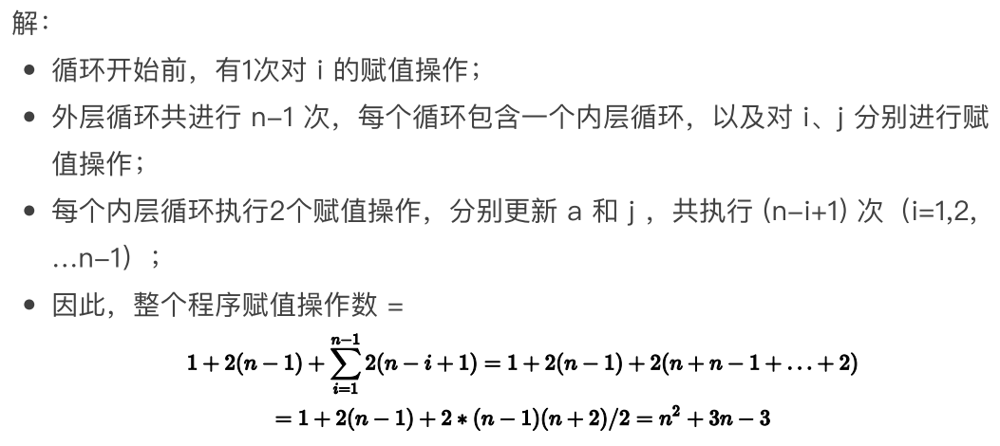 解：
• 循环开始前，有1次对 i 的赋值操作；
• 外层循环共进行 n-1 次，每个循环包含一个内层循环，以及对 i、j 分别进行赋
值操作；
• 每个内层循环执行2个赋值操作，分别更新 a 和 j ，共执行 (n-i+1) 次（i=1,2,
…n-1）；
• 因此，整个程序赋值操作数 =
1 + 2(n − 1) + ∑_{i=1}^{n−1} 2(n − i + 1) = 1 + 2(n − 1) + 2(n + n − 1 + … + 2)
= 1 + 2(n − 1) + 2 ∗ (n − 1)(n + 2)/2 = n² + 3n − 3